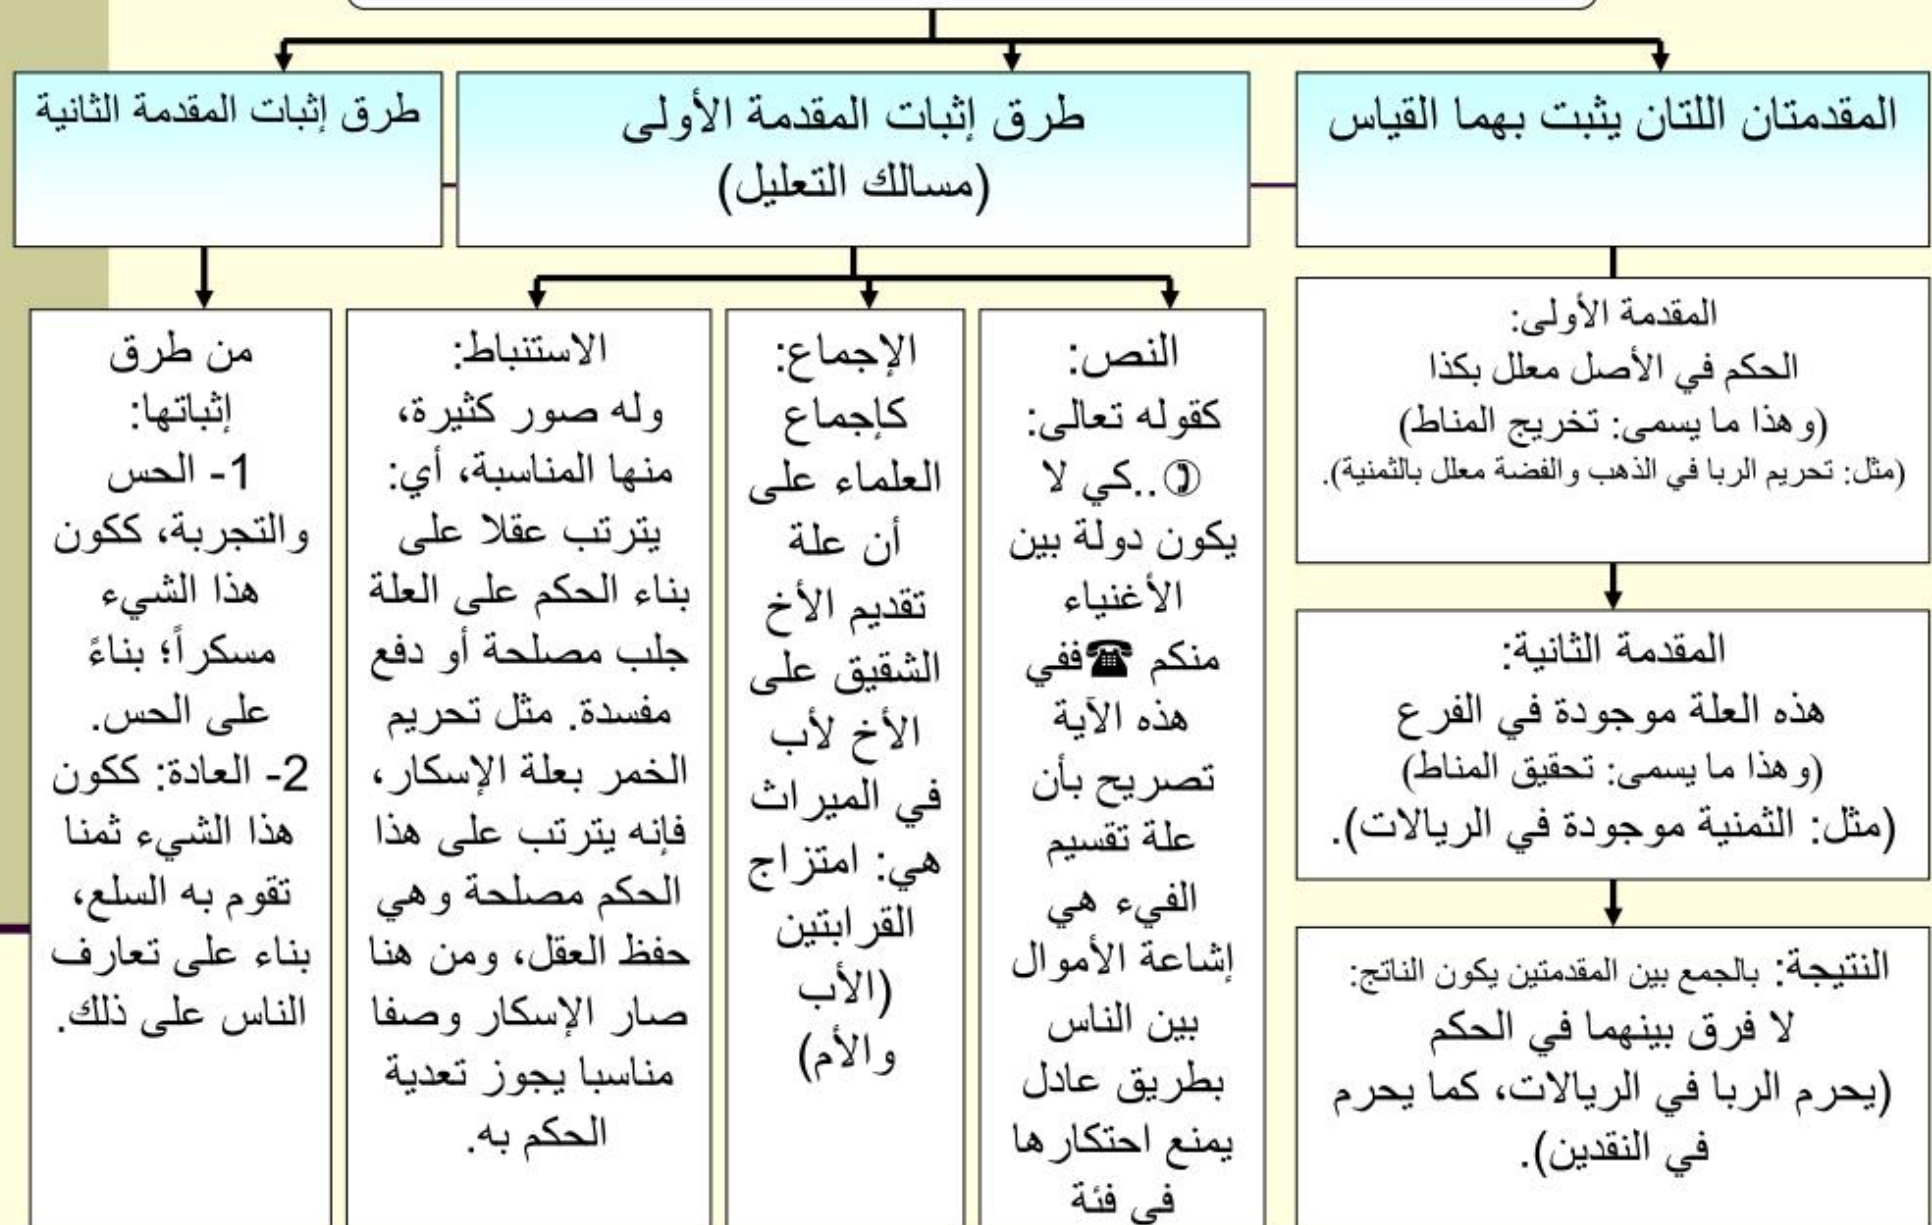 المقدمتان اللتان يثبت بهما القياس
المقدمة الأولى:
الحكم في الأصل معلل بكذا
(وهذا ما يسمى: تخريج المناط)
(مثل: تحريم الربا في الذهب والفضة معلل بالثمنية).
المقدمة الثانية:
هذه العلة موجودة في الفرع
(وهذا ما يسمى: تحقيق المناط)
(مثل: الثمنية موجودة في الريالات).
النتيجة: بالجمع بين المقدمتين يكون الناتج:
لا فرق بينهما في الحكم
(يحرم الربا في الريالات، كما يحرم
في النقدين).
طرق إثبات المقدمة الأولى
(مسالك التعليل)
النص:
كقوله تعالى:
✆..كي لا
يكون دولة بين
الأغنياء
منكم ☎ففي
هذه الآية
تصريح بأن
علة تقسيم
الفيء هي
إشاعة الأموال
بين الناس
بطريق عادل
يمنع احتكارها
في فئة
الإجماع:
كإجماع
العلماء على
أن علة
تقديم الأخ
الشقيق على
الأخ لأب
في الميراث
هي: امتزاج
القرابتين
(الأب
والأم)
الاستنباط:
وله صور كثيرة،
منها المناسبة، أي:
يترتب عقلا على
بناء الحكم على العلة
جلب مصلحة أو دفع
مفسدة. مثل تحريم
الخمر بعلة الإسكار،
فإنه يترتب على هذا
الحكم مصلحة وهي
حفظ العقل، ومن هنا
صار الإسكار وصفا
مناسبا يجوز تعدية
الحكم به.
طرق إثبات المقدمة الثانية
من طرق
إثباتها:
1- الحس
والتجربة، ككون
هذا الشيء
مسكراً؛ بناءً
على الحس.
2- العادة: ككون
هذا الشيء ثمنا
تقوم به السلع،
بناء على تعارف
الناس على ذلك.